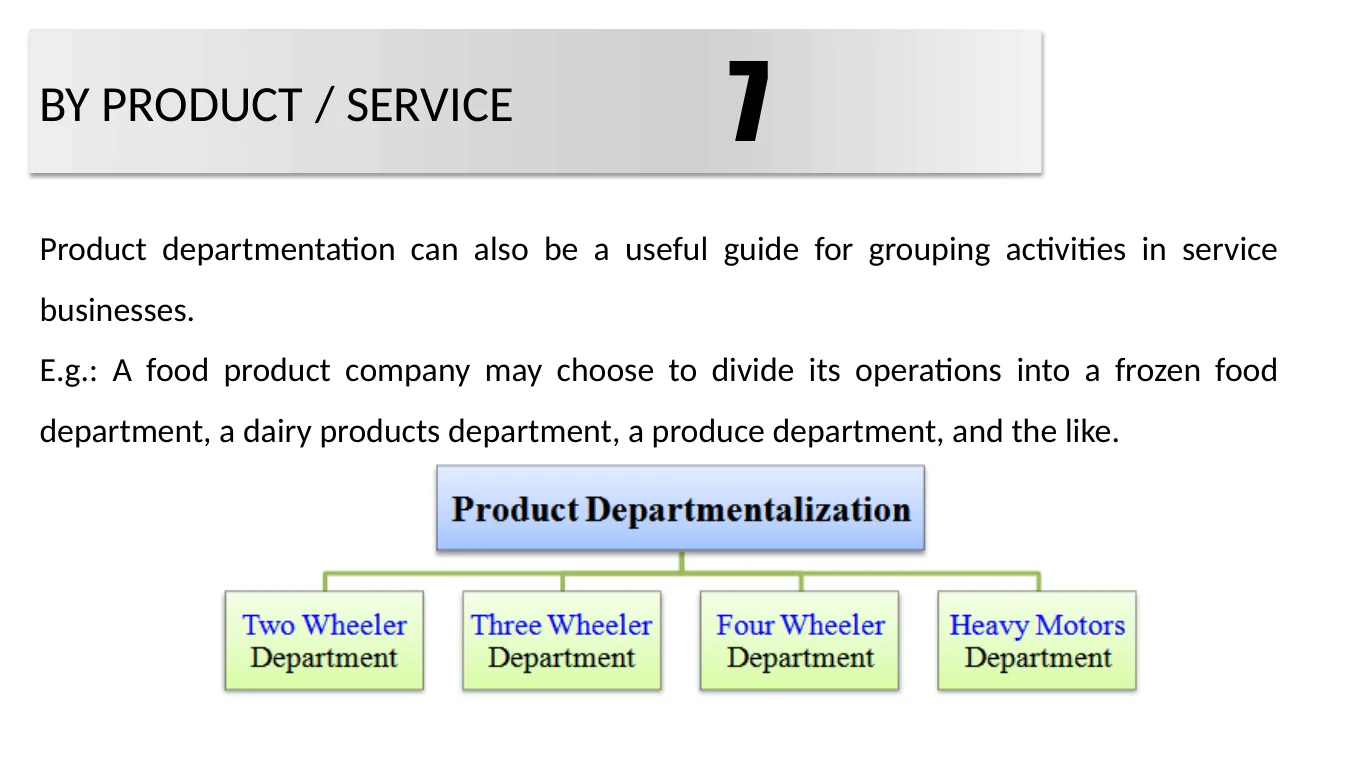 BY PRODUCT / SERVICE
7
Product departmentation can also be a useful guide for grouping activities in service
businesses.
E.g.: A food product company may choose to divide its operations into a frozen food
department, a dairy products department, a produce department, and the like.
Product Departmentalization
Two Wheeler
Department
Three Wheeler
Department
Four Wheeler
Department
Heavy Motors
Department